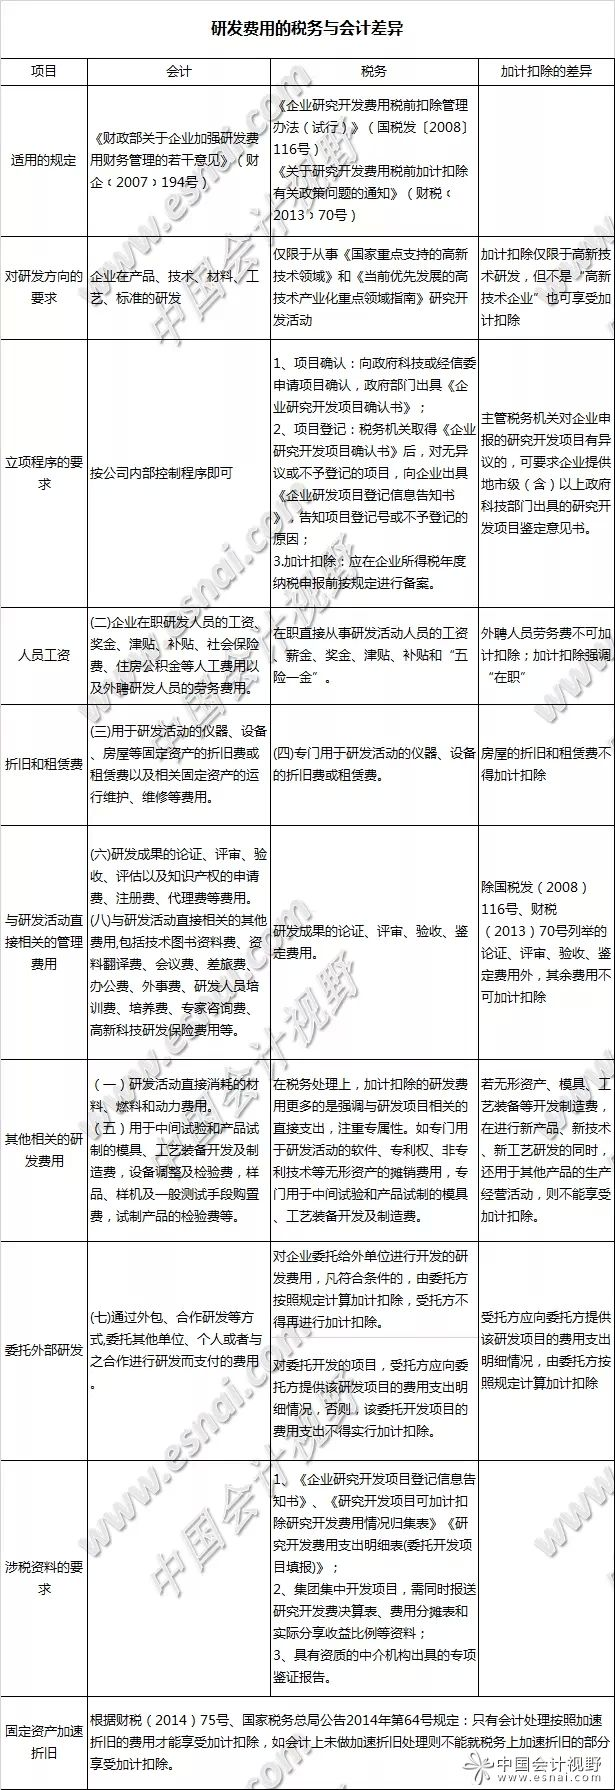 研发费用的税务与会计差异
项目
会计
税务
加计扣除的差异
适用的规定
《财政部关于企业加强研发费
用财务管理的若干意见》（财
企﹝2007﹞194号）
《企业研究开发费用税前扣除管理
办法（试行）》（国税发〔2008〕
116号）
《关于研究开发费用税前加计扣除
有关政策问题的通知》（财税﹝
2013﹞70号）
对研发方向的
要求
企业在产品、技术、材料、工
艺、标准的研发
仅限于从事《国家重点支持的高新
技术领域》和《当前优先发展的高
技术产业化重点领域指南》研究开
发活动
加计扣除仅限于高新技
术研发，但不是“高新
技术企业”也可享受加
计扣除
立项程序的要
求
按公司内部控制程序即可
1、项目确认：向政府科技或经信委
申请项目确认，政府部门出具《企
业研究开发项目确认书》；
2、项目登记：税务机关取得《企业
研究开发项目确认书》后，对无异
议或不予登记的项目，向企业出具
《企业研发项目登记信息告知书
》，告知项目登记号或不予登记的
原因；
3.加计扣除：应在企业所得税年度
纳税申报前按规定进行备案。
主管税务机关对企业申
报的研究开发项目有异
议的，可要求企业提供
地市级（含）以上政府
科技部门出具的研究开
发项目鉴定意见书。
人员工资
(二)企业在职研发人员的工资、
奖金、津贴、补贴、社会保险
费、住房公积金等人工费用以
及外聘研发人员的劳务费用。
在职直接从事研发活动人员的工资
、薪金、奖金、津贴、补贴和“五
险一金”。
外聘人员劳务费不可加
计扣除；加计扣除强调
“在职”
折旧和租赁费
(三)用于研发活动的仪器、设备
、房屋等固定资产的折旧费或
租赁费以及相关固定资产的运
行维护、维修等费用。
(四)专门用于研发活动的仪器、设备
的折旧费或租赁费。
房屋的折旧和租赁费不
得加计扣除
与研发活动直
接相关的管理
费用
(六)研发成果的论证、评审、验
收、评估以及知识产权的申请
费、注册费、代理费等费用。
(八)与研发活动直接相关的其他
费用,包括技术图书资料费、资
料翻译费、会议费、差旅费、
办公费、外事费、研发人员培
训费、培养费、专家咨询费、
高新科技研发保险费用等。
研发成果的论证、评审、验收、鉴
定费用。
除国税发（2008）
116号、财税
（2013）70号列举的
论证、评审、验收、鉴
定费用外，其余费用不
可加计扣除
其他相关的研
发费用
（一）研发活动直接消耗的材
料、燃料和动力费用。
（五）用于中间试验和产品试
制的模具、工艺装备开发及制
造费，设备调整及检验费，样
品、样机及一般测试手段购置
费，试制产品的检验费等。
在税务处理上，加计扣除的研发费
用更多的是强调与研发项目相关的
直接支出，注重专属性。如专门用
于研发活动的软件、专利权、非专
利技术等无形资产的摊销费用，专
门用于中间试验和产品试制的模具
、工艺装备开发及制造费。
若无形资产、模具、工
艺装备等开发制造费，
在进行新产品、新技术
、新工艺研发的同时，
还用于其他产品的生产
经营活动，则不能享受
加计扣除。
委托外部研发
(七)通过外包、合作研发等方
式,委托其他单位、个人或者与
之合作进行研发而支付的费用
。
对企业委托给外单位进行开发的研
发费用，凡符合条件的，由委托方
按照规定计算加计扣除，受托方不
得再进行加计扣除。
对委托开发的项目，受托方应向委
托方提供该研发项目的费用支出明
细情况，否则，该委托开发项目的
费用支出不得实行加计扣除。
受托方应向委托方提供
该研发项目的费用支出
明细情况，由委托方按
照规定计算加计扣除
涉税资料的要
求
1、《企业研究开发项目登记信息告
知书》、《研究开发项目可加计扣
除研究开发费用情况归集表》《研
究开发费用支出明细表(委托开发项
目填报)》；
2、集团集中开发项目，需同时报送
研究开发费决算表、费用分摊表和
实际分享收益比例等资料；
3、具有资质的中介机构出具的专项
鉴证报告。
固定资产加速
折旧
根据财税（2014）75号、国家税务总局公告2014年第64号规定：只有会计处理按照加速
折旧的费用才能享受加计扣除，如会计上未做加速折旧处理则不能就税务上加速折旧的部分
享受加计扣除。
中国会计视野
www.esnai.com